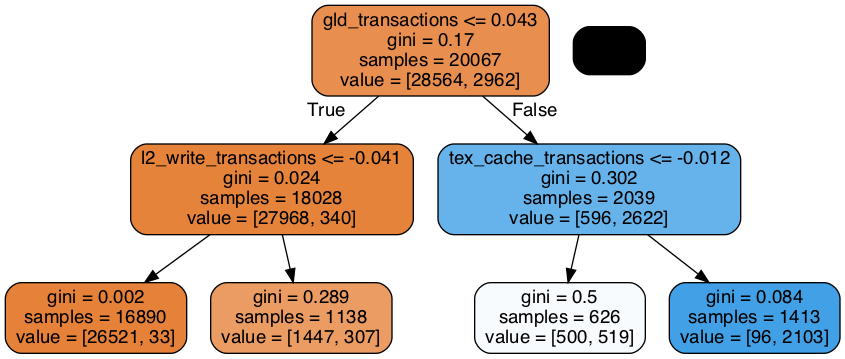 gld_transactions <= 0.043
gini = 0.17
samples = 20067
value = [28564, 2962]
True
False
l2_write_transactions <= -0.041
gini = 0.024
samples = 18028
value = [27968, 340]
tex_cache_transactions <= -0.012
gini = 0.302
samples = 2039
value = [596, 2622]
gini = 0.002
samples = 16890
value = [26521, 33]
gini = 0.289
samples = 1138
value = [1447, 307]
gini = 0.5
samples = 626
value = [500, 519]
gini = 0.084
samples = 1413
value = [96, 2103]